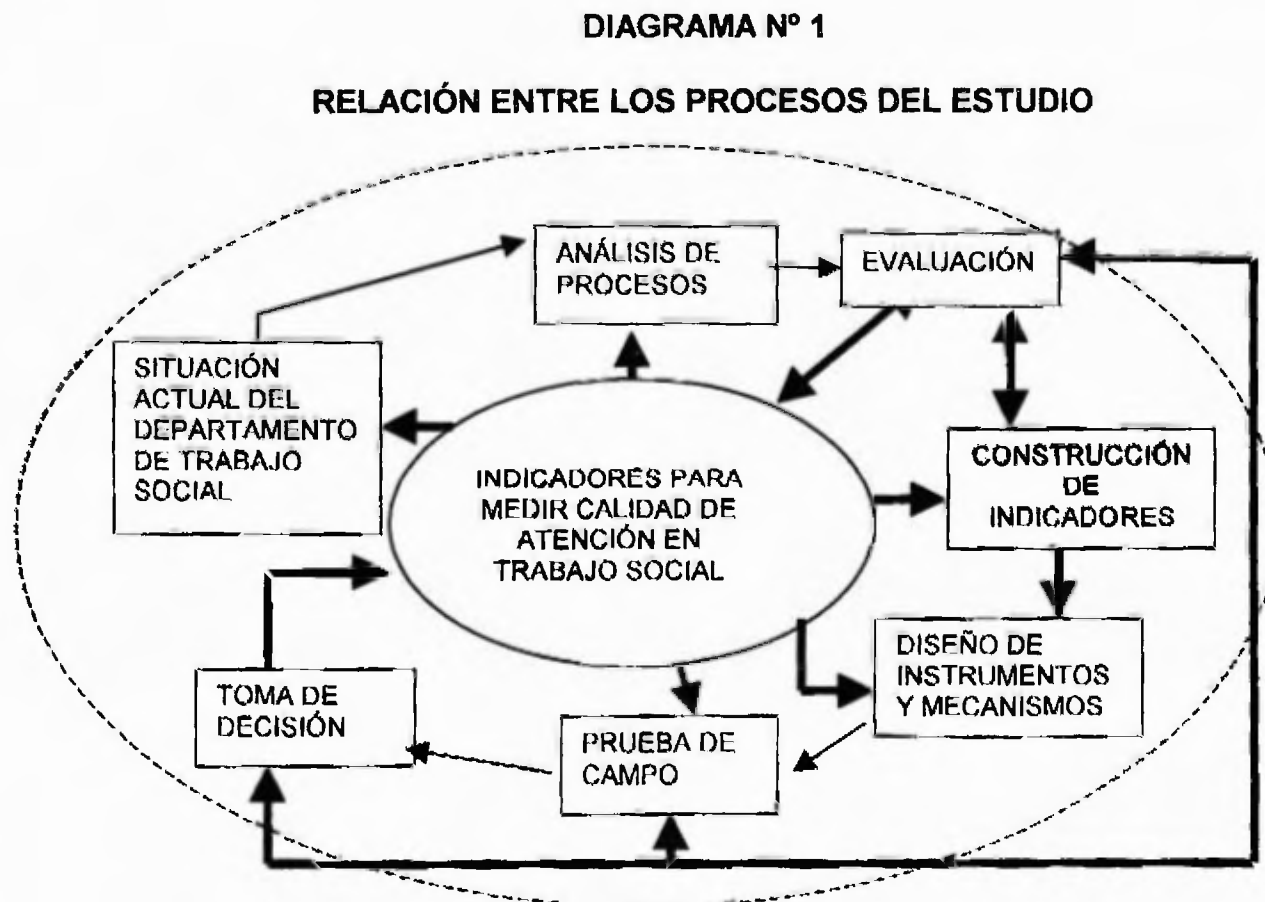 DIAGRAMA Nº 1
RELACIÓN ENTRE LOS PROCESOS DEL ESTUDIO
ANÁLISIS DE
PROCESOS
EVALUACIÓN
SITUACIÓN
ACTUAL DEL
DEPARTAMENTO
DE TRABAJO
SOCIAL
INDICADORES PARA
MEDIR CALIDAD DE
ATENCIÓN EN
TRABAJO SOCIAL
CONSTRUCCIÓN
DE
INDICADORES
DISEÑO DE
INSTRUMENTOS
Y MECANISMOS
TOMA DE
DECISIÓN
PRUEBA DE
CAMPO